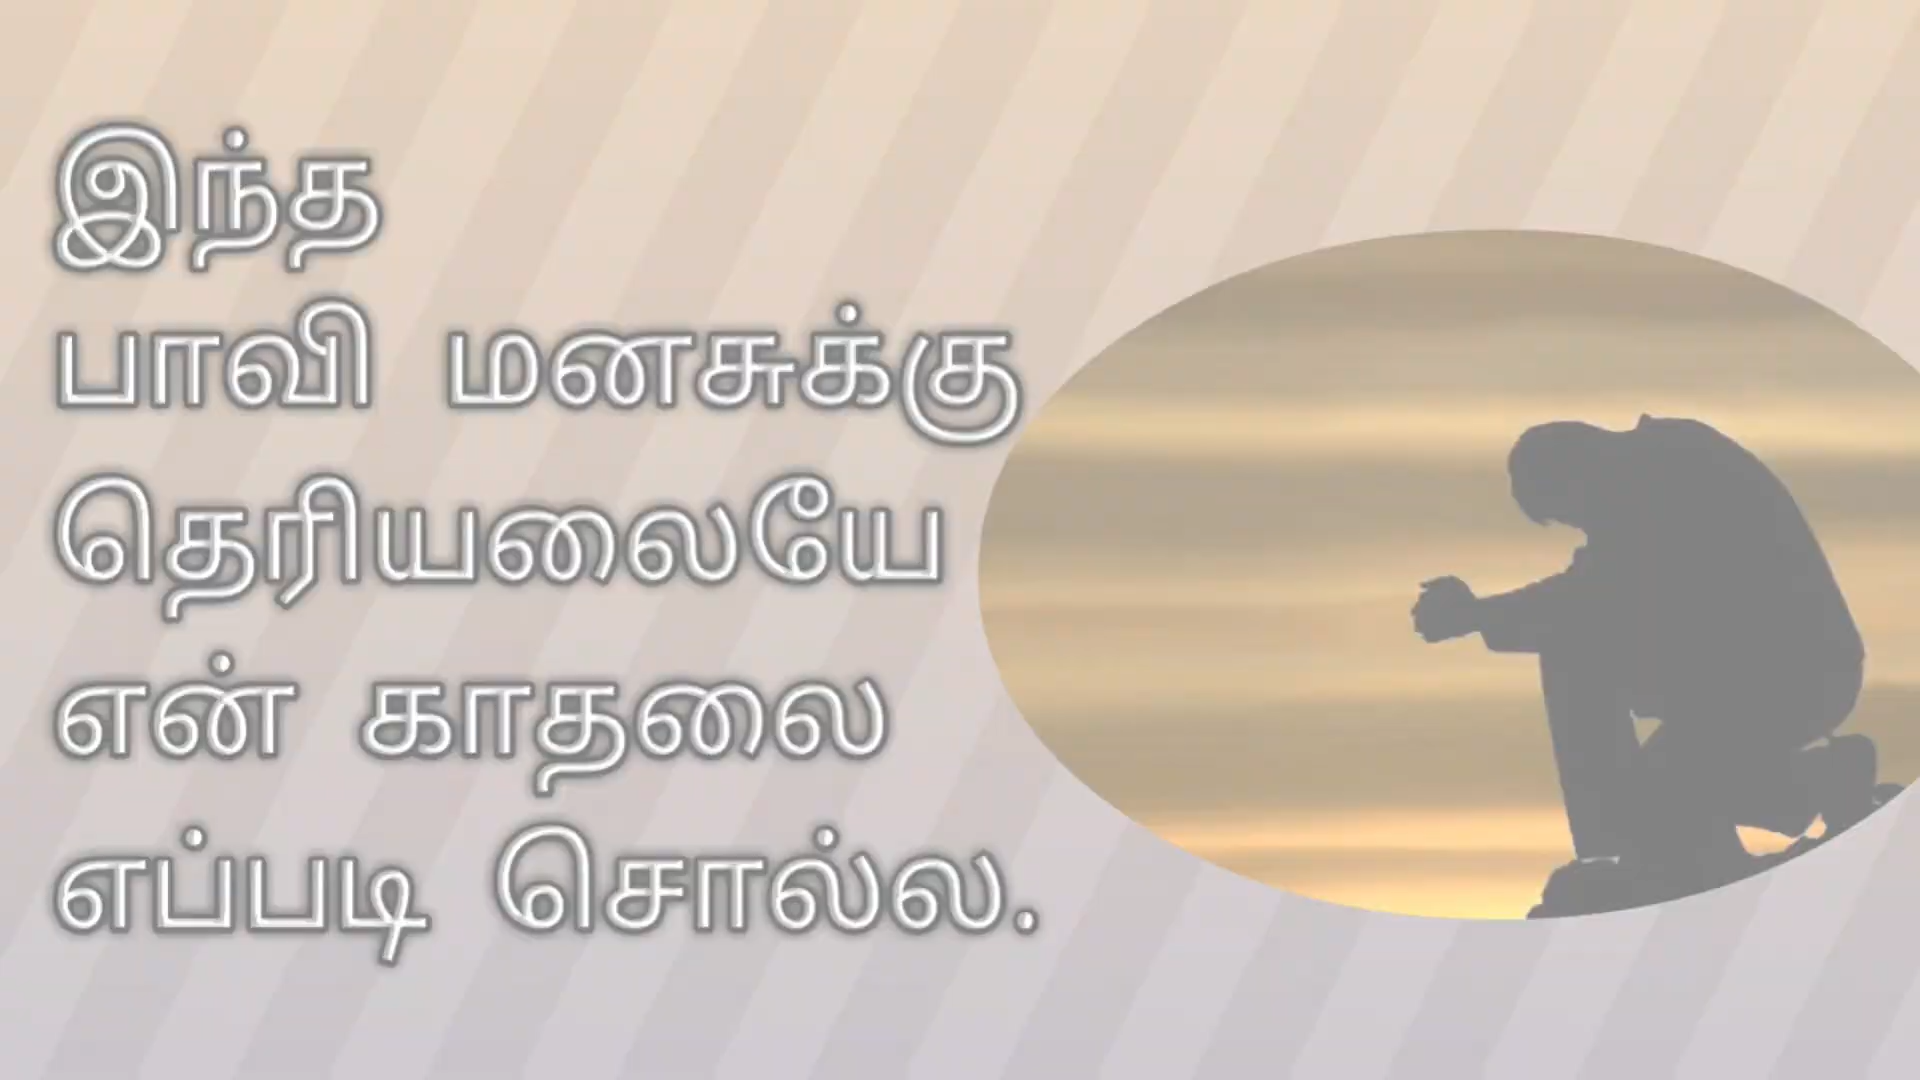 இந்த
பாவி மனசுக்கு
தெரியலையே
என் காதலை
எப்படி சொல்ல.